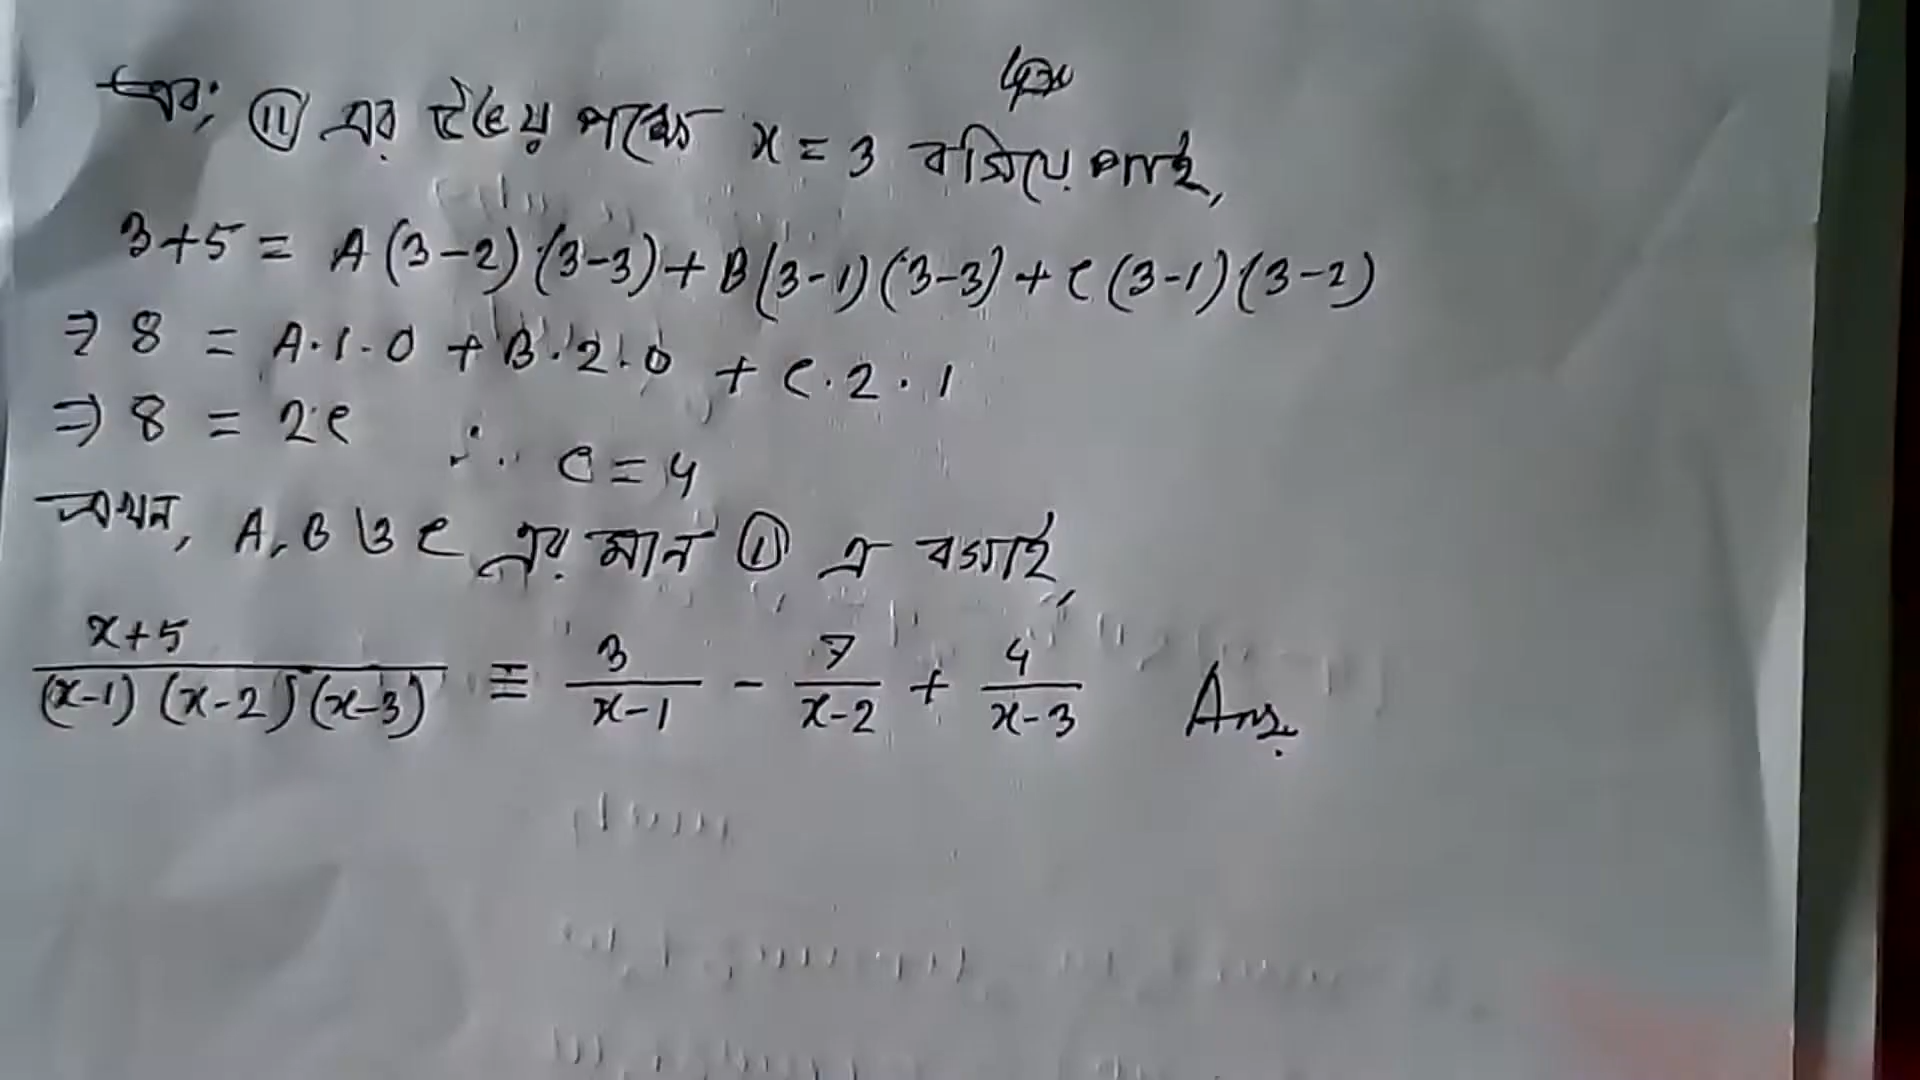 এবং (ii) এর উভয় পক্ষে x = 3 বসিয়ে পাই,
3+5 = A(3-2)(3-3)+B(3-1)(3-3)+C(3-1)(3-2)
⇒ 8 = A.1.0 + B.2.0 + C.2.1
⇒ 8 = 2C ∴ C = 4
এখন, A, B ও C এর মান (i) এ বসাই,
x+5 / (x-1)(x-2)(x-3) ≡ 3/x-1 - 7/x-2 + 4/x-3 Ans.